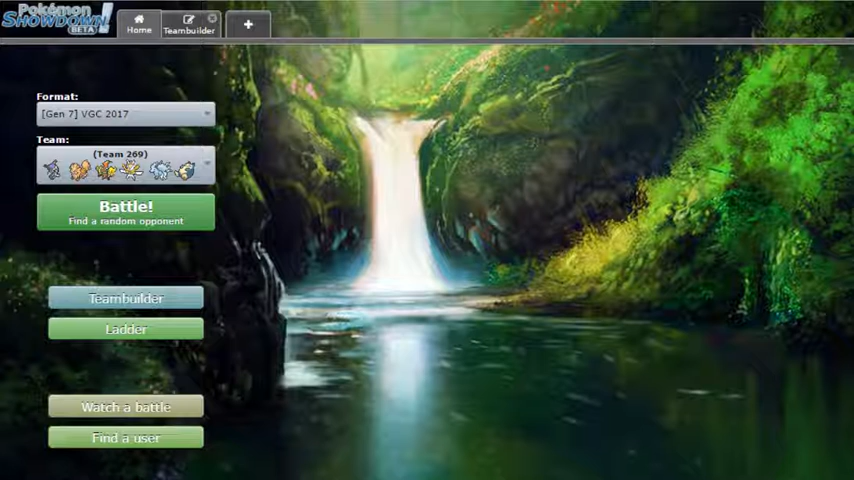 Pokémon
SHOWDOWN!
BETA
Home
Teambuilder
+
Format:
[Gen 7] VGC 2017
Team:
(Team 269)
Battle!
Find a random opponent
Teambuilder
Ladder
Watch a battle
Find a user